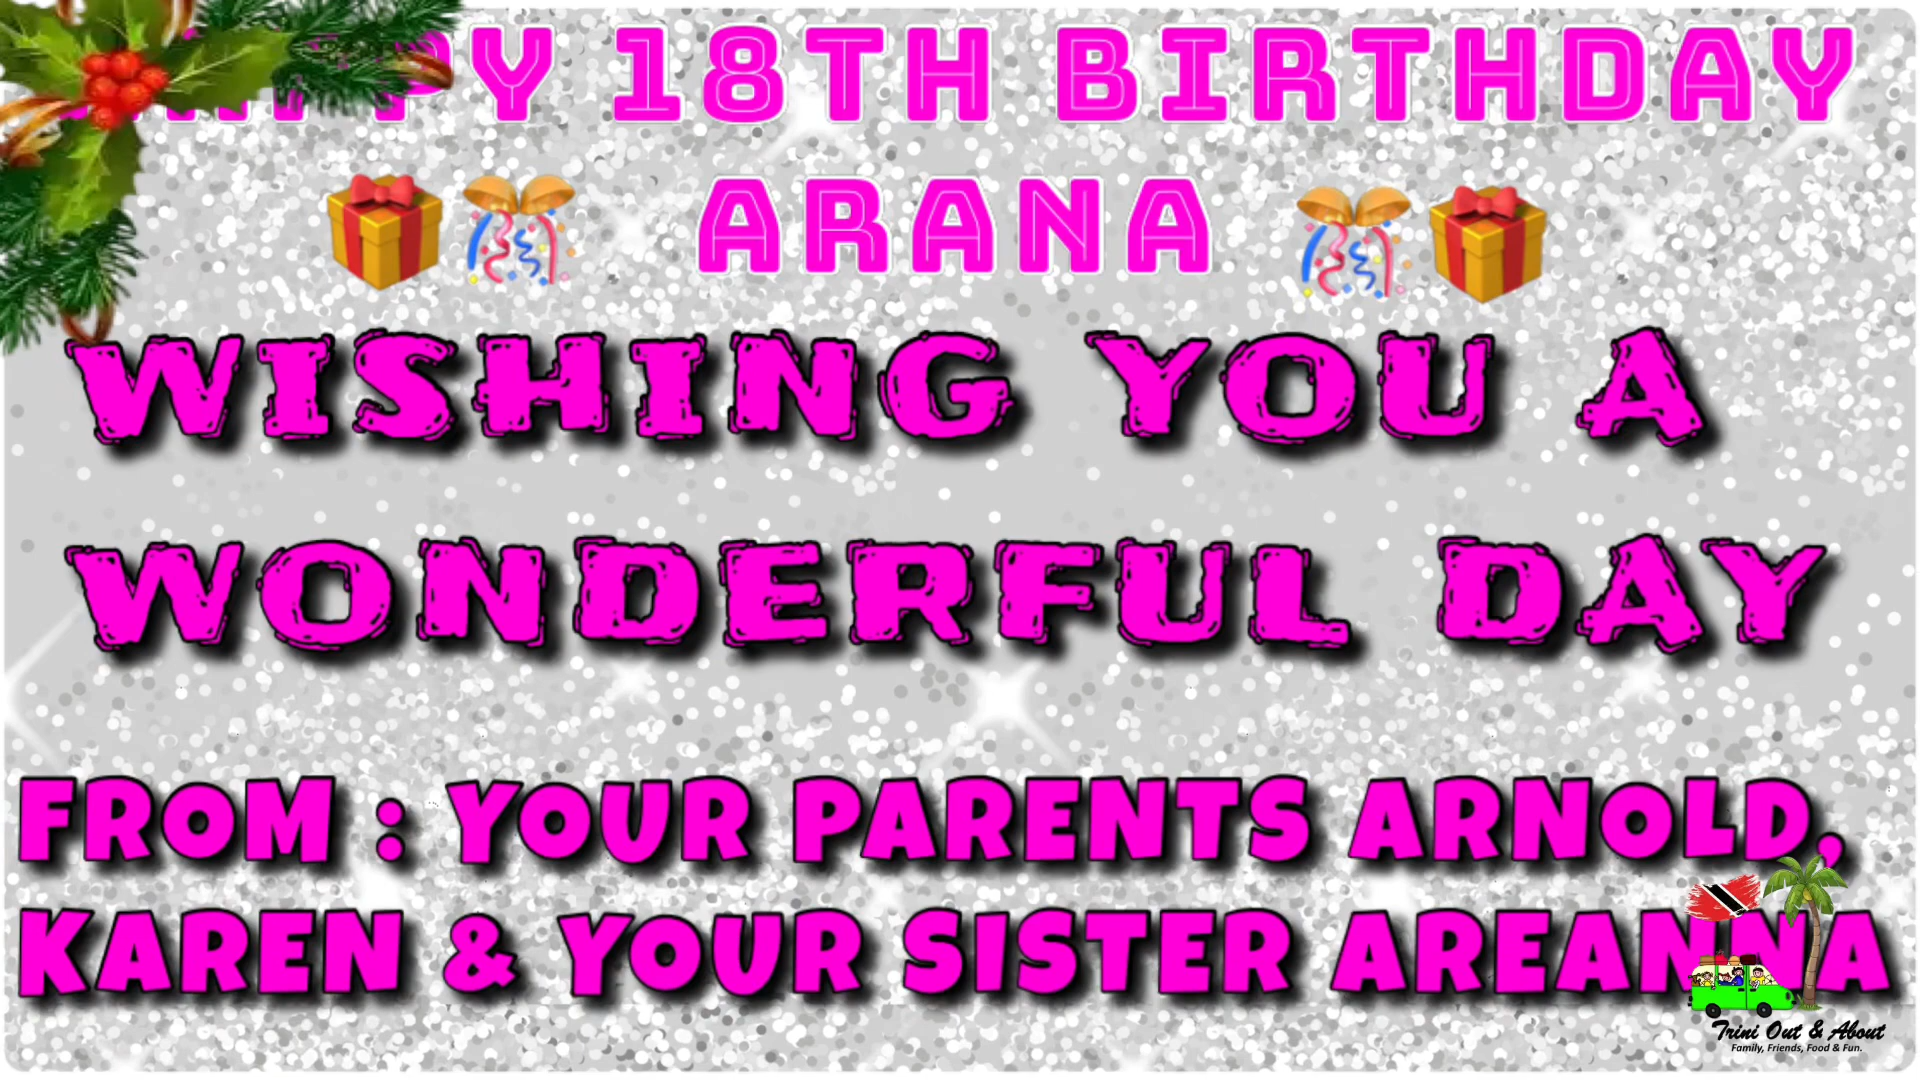 HAPPY 18TH BIRTHDAY
ARANA
WISHING YOU A
WONDERFUL DAY
FROM : YOUR PARENTS ARNOLD,
KAREN & YOUR SISTER AREANNA
Trini Out & About
Family, Friends, Food & Fun.